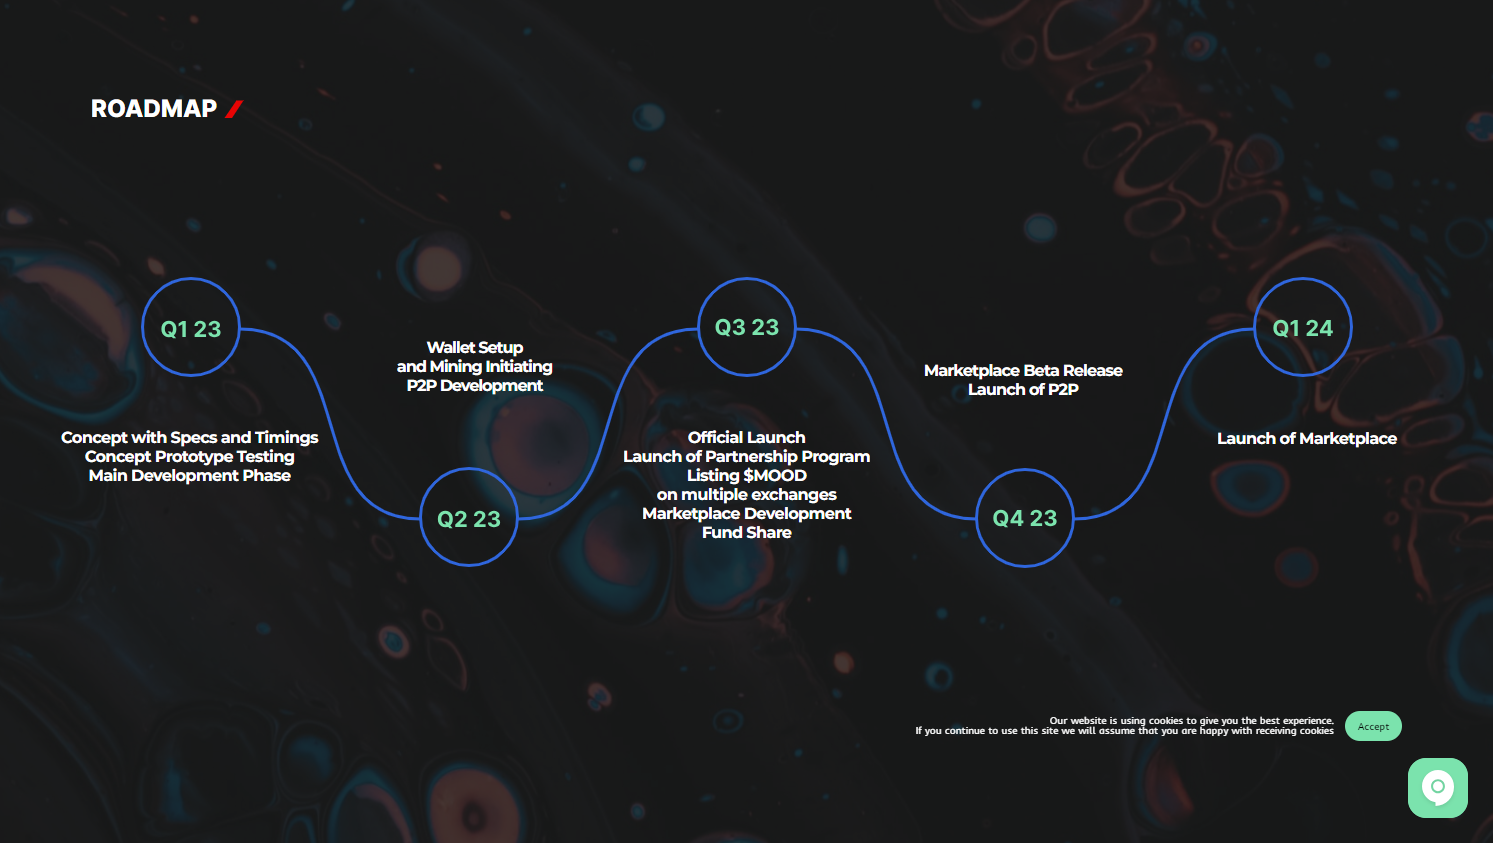 ROADMAP
Q1 23
Concept with Specs and Timings
Concept Prototype Testing
Main Development Phase
Wallet Setup
and Mining Initiating
P2P Development
Q2 23
Q3 23
Official Launch
Launch of Partnership Program
Listing $MOOD
on multiple exchanges
Marketplace Development
Fund Share
Marketplace Beta Release
Launch of P2P
Q4 23
Q1 24
Launch of Marketplace
Our website is using cookies to give you the best experience.
If you continue to use this site we will assume that you are happy with receiving cookies
Accept